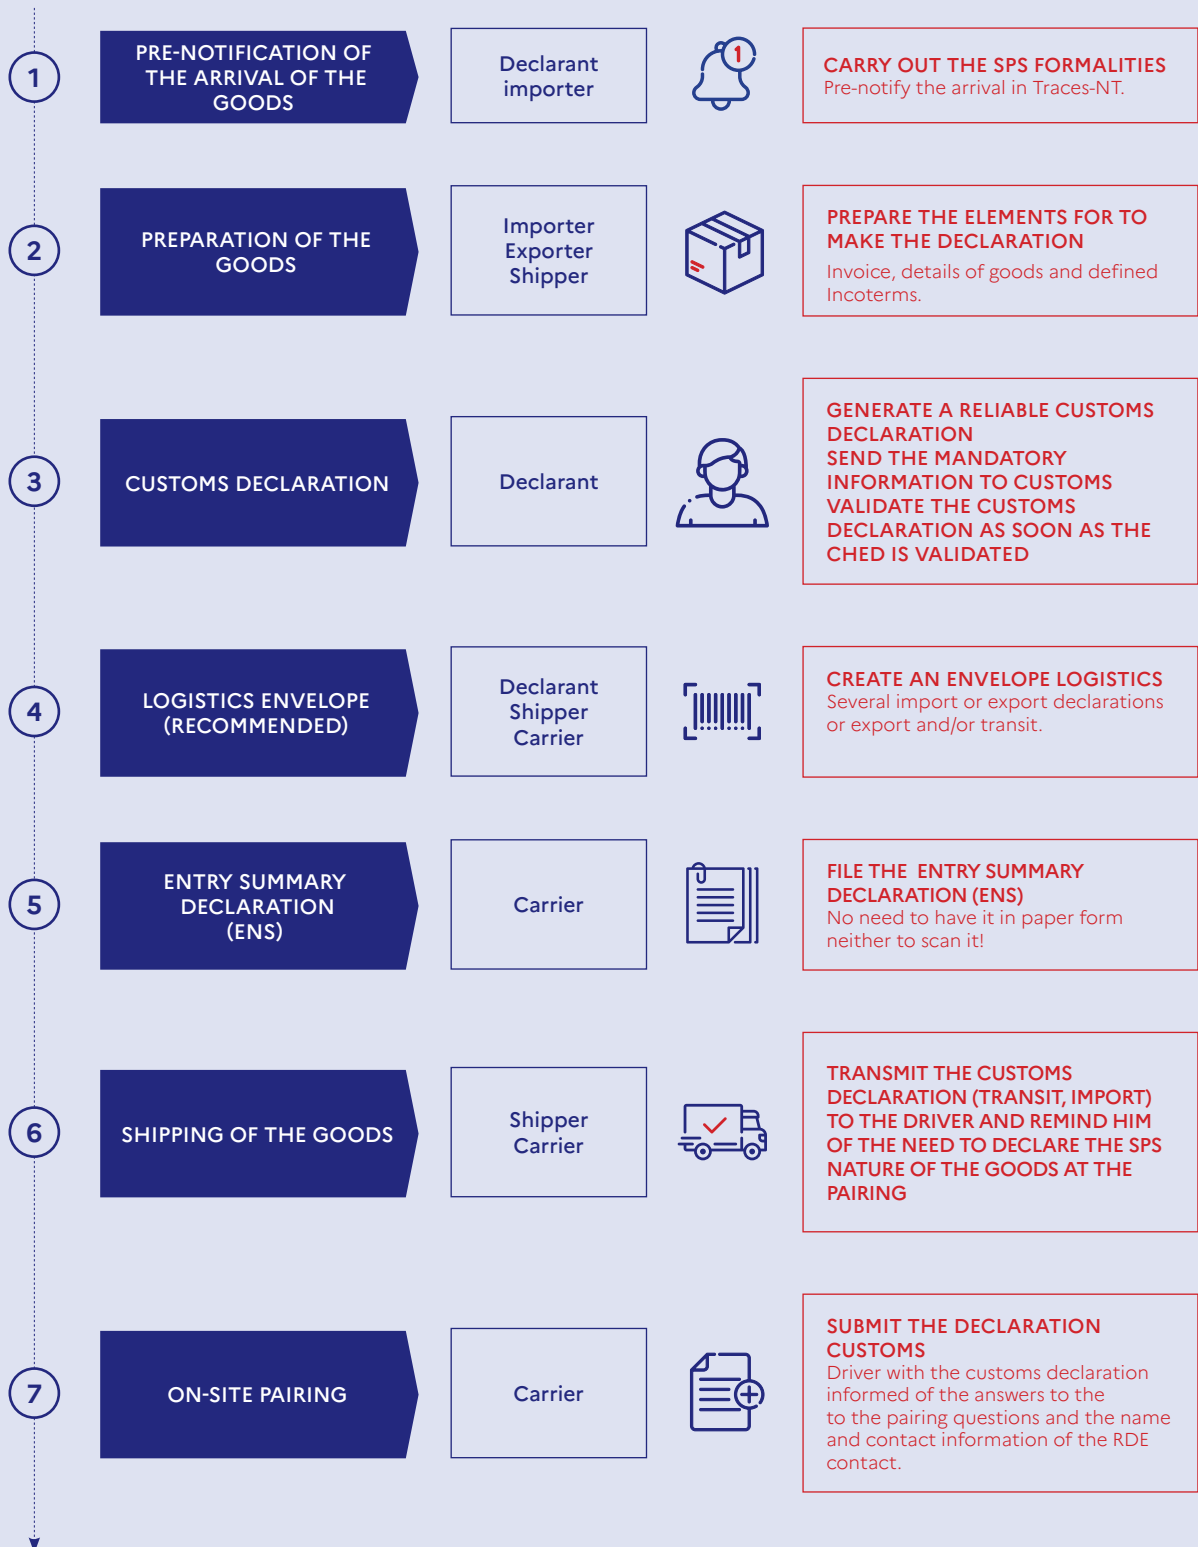 1
PRE-NOTIFICATION OF
THE ARRIVAL OF THE
GOODS
Declarant
importer
1
CARRY OUT THE SPS FORMALITIES
Pre-notify the arrival in Traces-NT.
2
PREPARATION OF THE
GOODS
Importer
Exporter
Shipper
PREPARE THE ELEMENTS FOR TO
MAKE THE DECLARATION
Invoice, details of goods and defined
Incoterms.
3
CUSTOMS DECLARATION
Declarant
GENERATE A RELIABLE CUSTOMS
DECLARATION
SEND THE MANDATORY
INFORMATION TO CUSTOMS
VALIDATE THE CUSTOMS
DECLARATION AS SOON AS THE
CHED IS VALIDATED
4
LOGISTICS ENVELOPE
(RECOMMENDED)
Declarant
Shipper
Carrier
CREATE AN ENVELOPE LOGISTICS
Several import or export declarations
or export and/or transit.
5
ENTRY SUMMARY
DECLARATION
(ENS)
Carrier
FILE THE  ENTRY SUMMARY
DECLARATION (ENS)
No need to have it in paper form
neither to scan it!
6
SHIPPING OF THE GOODS
Shipper
Carrier
TRANSMIT THE CUSTOMS
DECLARATION (TRANSIT, IMPORT)
TO THE DRIVER AND REMIND HIM
OF THE NEED TO DECLARE THE SPS
NATURE OF THE GOODS AT THE
PAIRING
7
ON-SITE PAIRING
Carrier
SUBMIT THE DECLARATION
CUSTOMS
Driver with the customs declaration
informed of the answers to the
to the pairing questions and the name
and contact information of the RDE
contact.